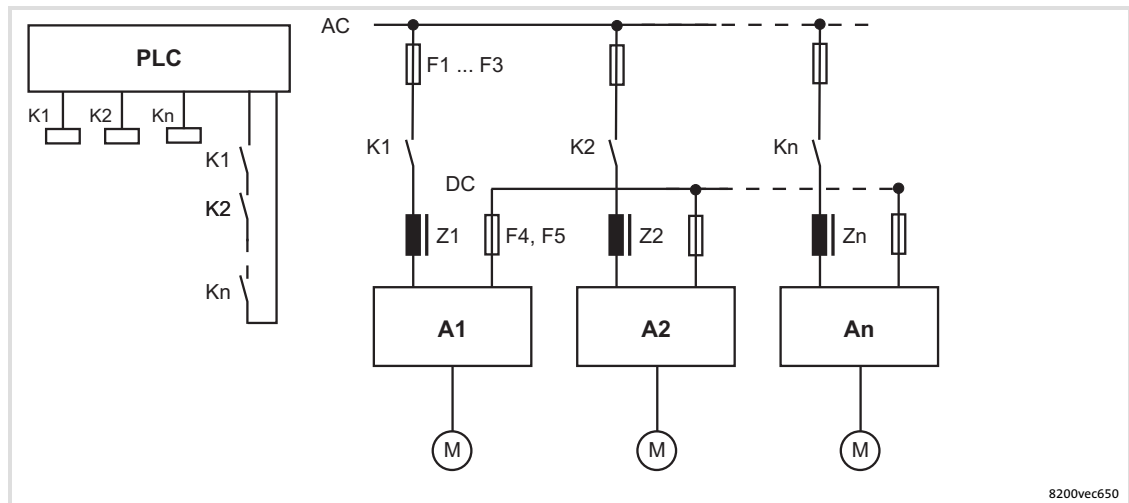 AC
PLC
F1 ... F3
K1 K2 Kn
K1 K1 K2 Kn
DC
K2
Z1 F4, F5 Z2 Zn
Kn
A1 A2 An
M M M
8200vec650